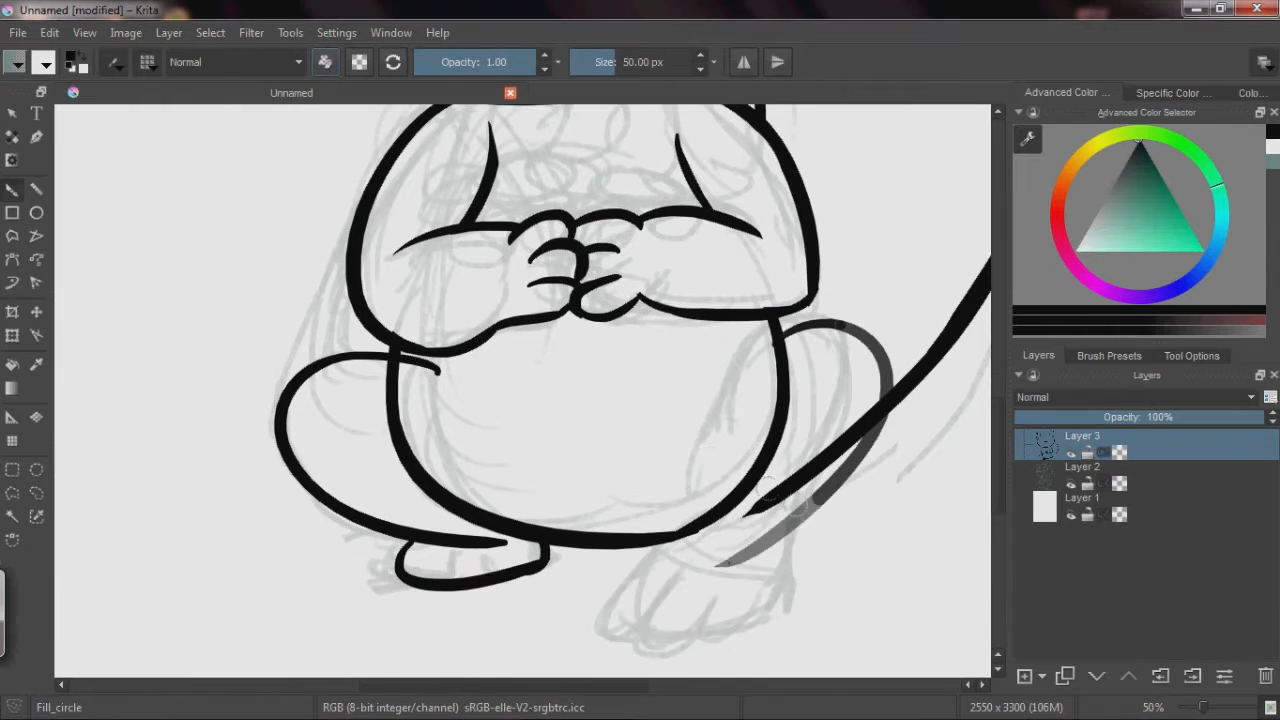 Unnamed [modified] - Krita
File Edit View Image Layer Select Filter Tools Settings Window Help
Normal Opacity: 1.00 Size: 50.00 px
Unnamed
Advanced Color ... Specific Color ... Colo...
Advanced Color Selector
Layers Brush Presets Tool Options
Layers
Normal
Opacity: 100%
Layer 3
Layer 2
Layer 1
Fill_circle RGB (8-bit integer/channel) sRGB-elle-V2-srgbtrc.icc 2550 x 3300 (106M) 50%